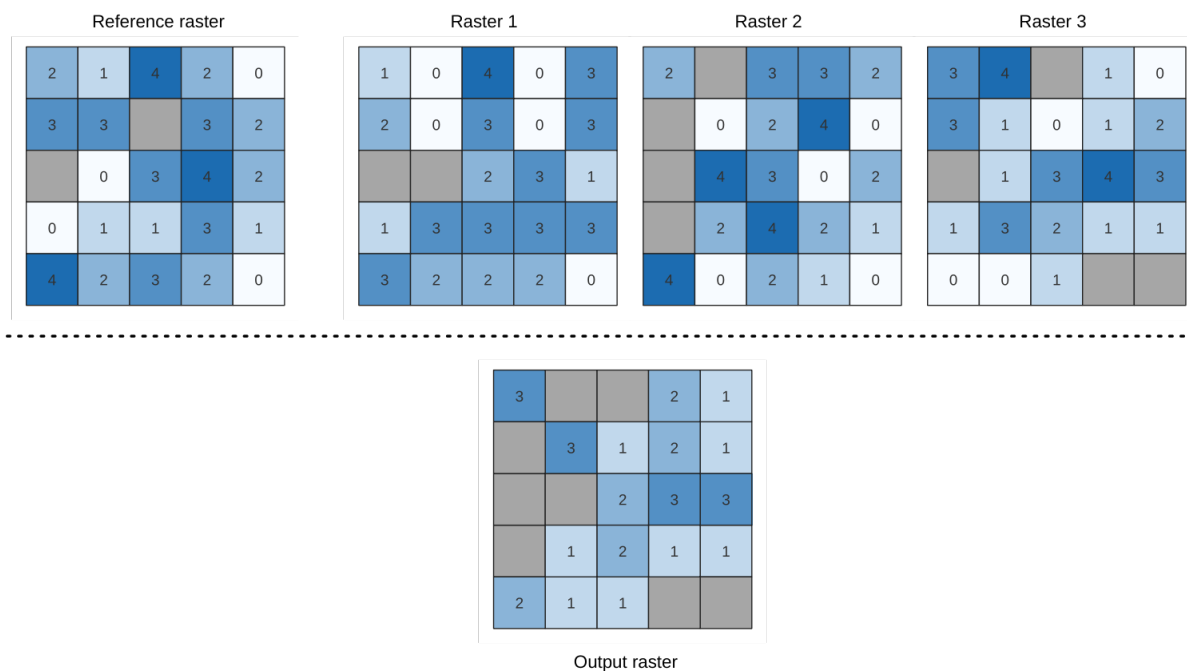 Reference raster Raster 1 Raster 2 Raster 3
2 1 4 2 0 1 0 4 0 3 2 3 3 2 3 4 1 0
3 3 3 2 2 0 3 0 3 0 2 4 0 3 1 0 1 2
0 3 4 2 2 3 1 4 3 0 2 1 3 4 3
0 1 1 3 1 1 3 3 3 3 2 4 2 1 1 3 2 1 1
4 2 3 2 0 3 2 2 2 0 4 0 2 1 0 0 0 1
3 2 1
3 1 2 1
2 3 3
1 2 1 1
2 1 1
Output raster